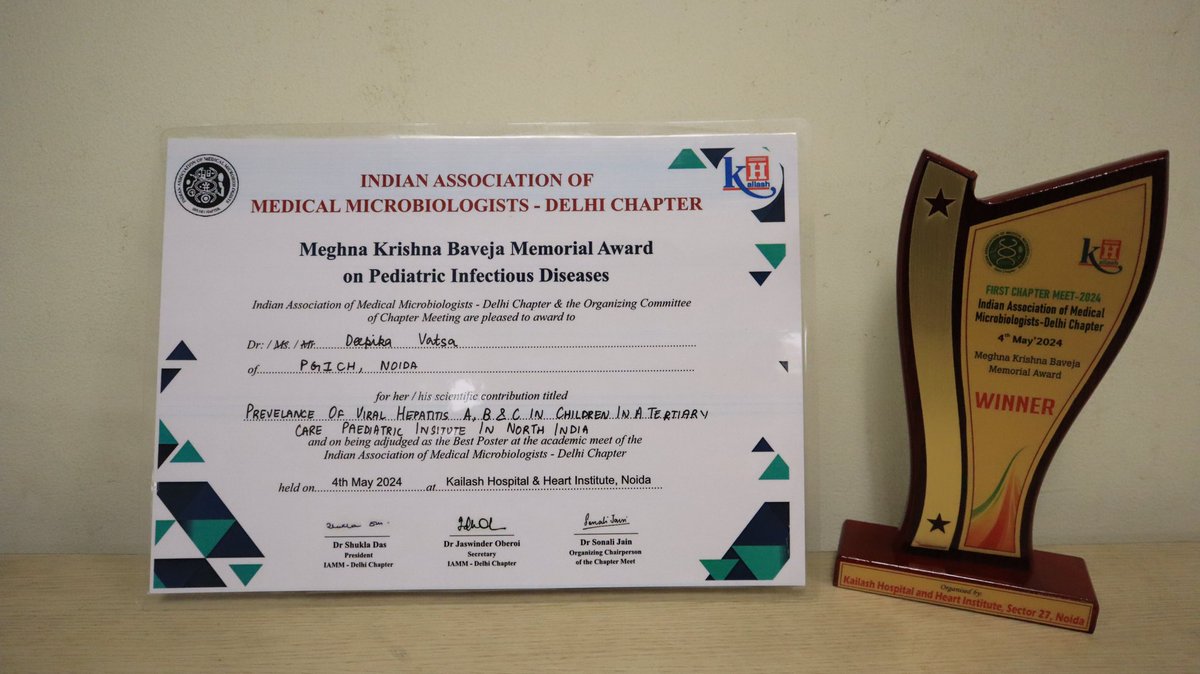 INDIAN ASSOCIATION OF
MEDICAL MICROBIOLOGISTS - DELHI CHAPTER
K H
ailash
Meghna Krishna Baveja Memorial Award
on Pediatric Infectious Diseases
Indian Association of Medical Microbiologists - Delhi Chapter & the Organizing Committee
of Chapter Meeting are pleased to award to
Dr: / Ms. / Mr. Deepika Vatsa
of PGICH, NOIDA
for her / his scientific contribution titled
PREVELANCE OF VIRAL HEPATITIS A, B & C IN CHILDREN IN A TERTIARY
CARE PAEDIATRIC INSITUTE IN NORTH INDIA
and on being adjudged as the Best Poster at the academic meet of the
Indian Association of Medical Microbiologists - Delhi Chapter
held on 4th May 2024 at Kailash Hospital & Heart Institute, Noida
Dr Shukla Das
President
IAMM - Delhi Chapter
Dr Jaswinder Oberoi
Secretary
IAMM - Delhi Chapter
Sonali Jain
Dr Sonali Jain
Organizing Chairperson
of the Chapter Meet
K H
ailash
FIRST CHAPTER MEET-2024
Indian Association of Medical
Microbiologists-Delhi Chapter
4th May'2024
Meghna Krishna Baveja
Memorial Award
WINNER
Organised by:
Kailash Hospital and Heart Institute, Sector 27, Noida